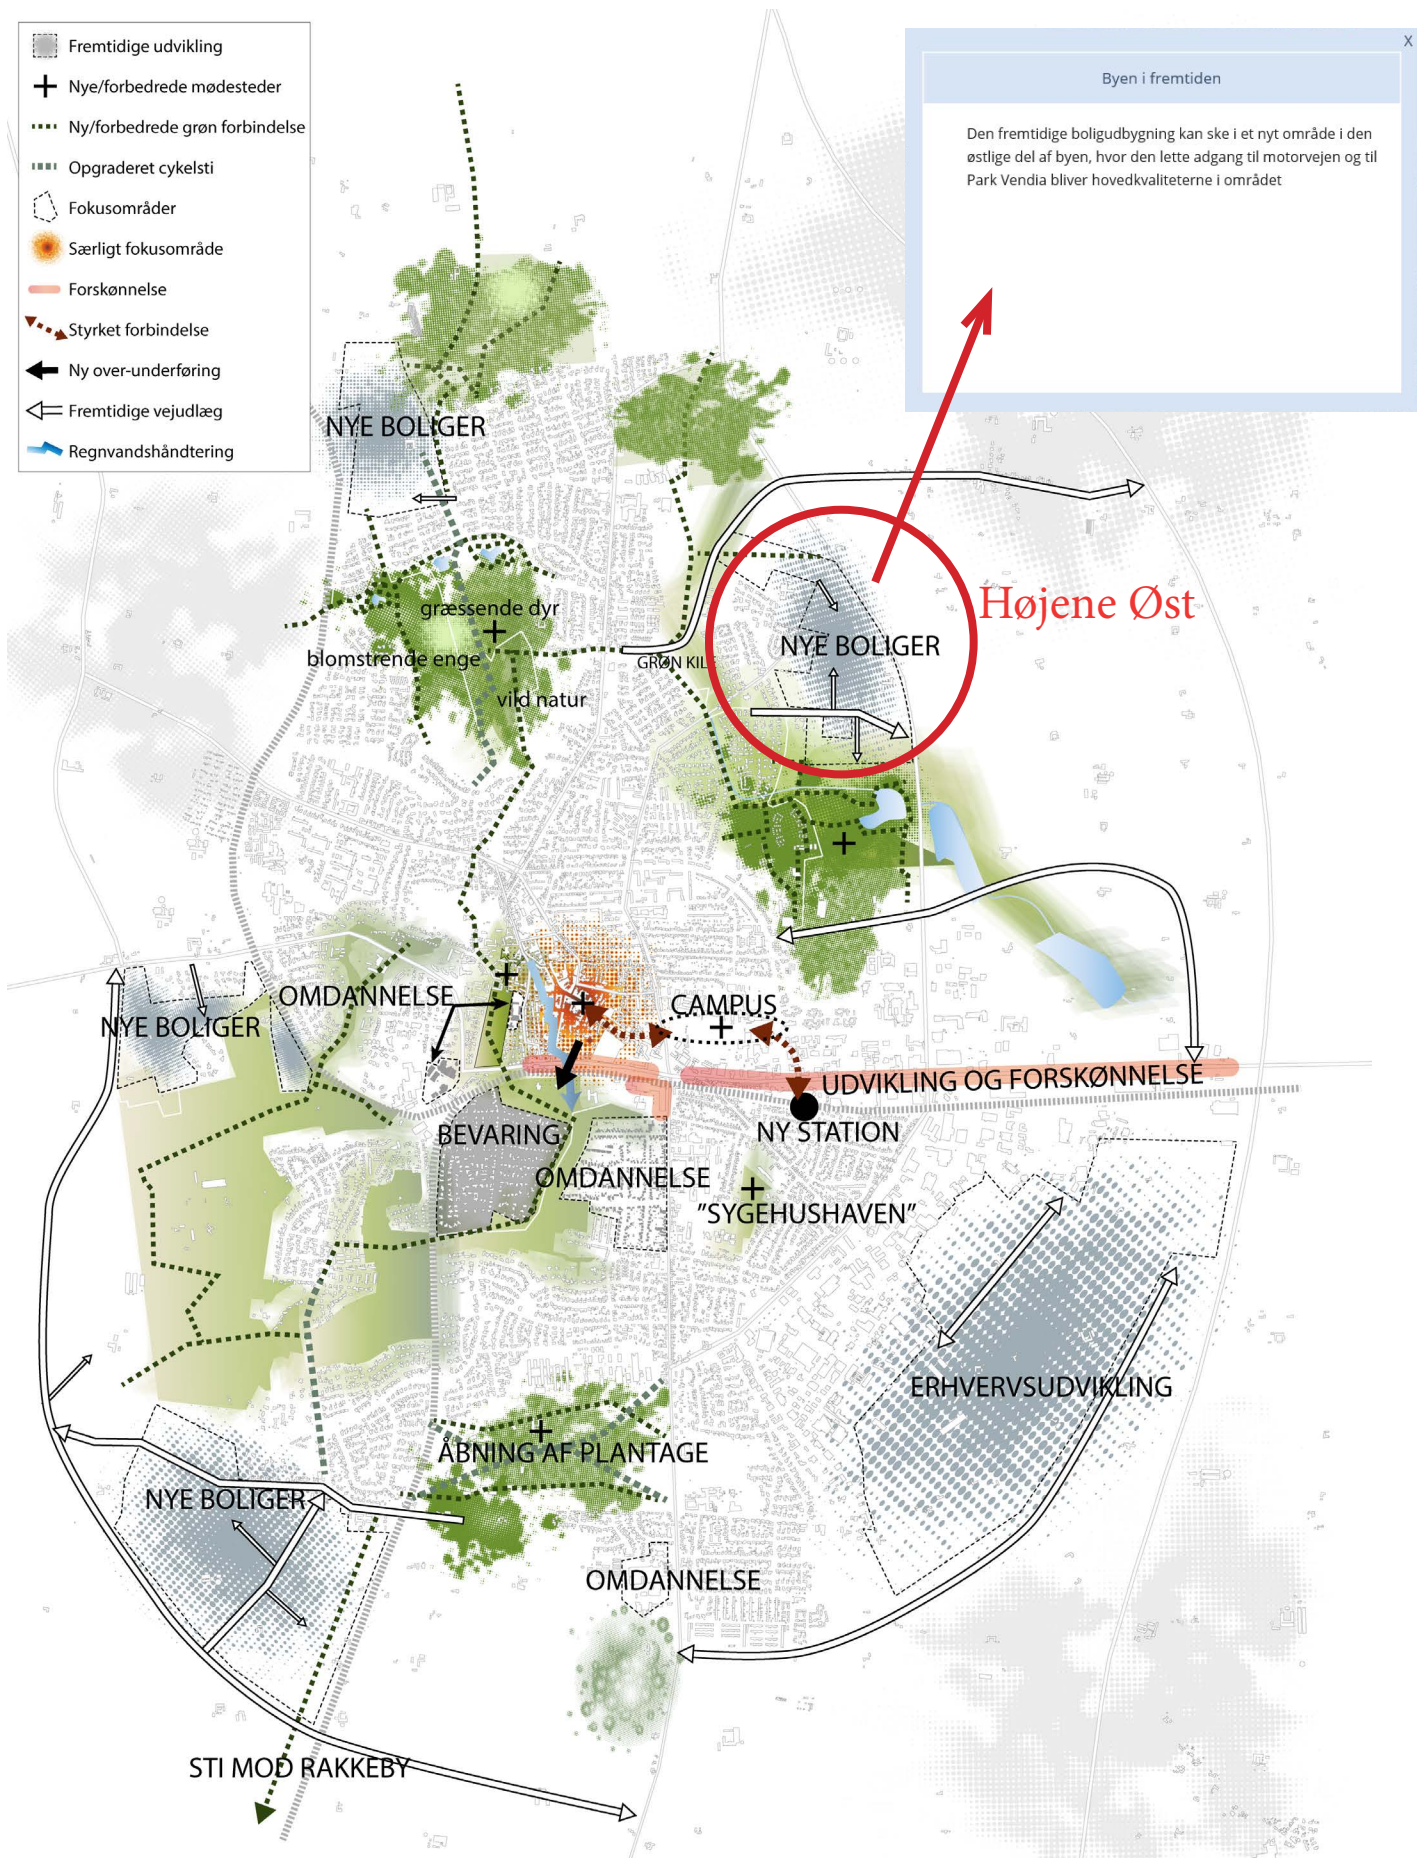 Fremtidige udvikling
Nye/forbedrede mødesteder
Ny/forbedrede grøn forbindelse
Opgraderet cykelsti
Fokusområder
Særligt fokusområde
Forskønnelse
Styrket forbindelse
Ny over-underføring
Fremtidige vejudlæg
Regnvandshåndtering
X
Byen i fremtiden
Den fremtidige boligudbygning kan ske i et nyt område i den
østlige del af byen, hvor den lette adgang til motorvejen og til
Park Vendia bliver hovedkvaliteterne i området
NYE BOLIGER
Højene Øst
græssende dyr
blomstrende enge
vild natur
GRØN KILE
NYE BOLIGER
OMDANNELSE
CAMPUS
NYE BOLIGER
UDVIKLING OG FORSKØNNELSE
NY STATION
BEVARING
OMDANNELSE
"SYGEHUSHAVEN"
ERHVERVSUDVIKLING
ÅBNING AF PLANTAGE
NYE BOLIGER
OMDANNELSE
STI MOD RAKKEBY